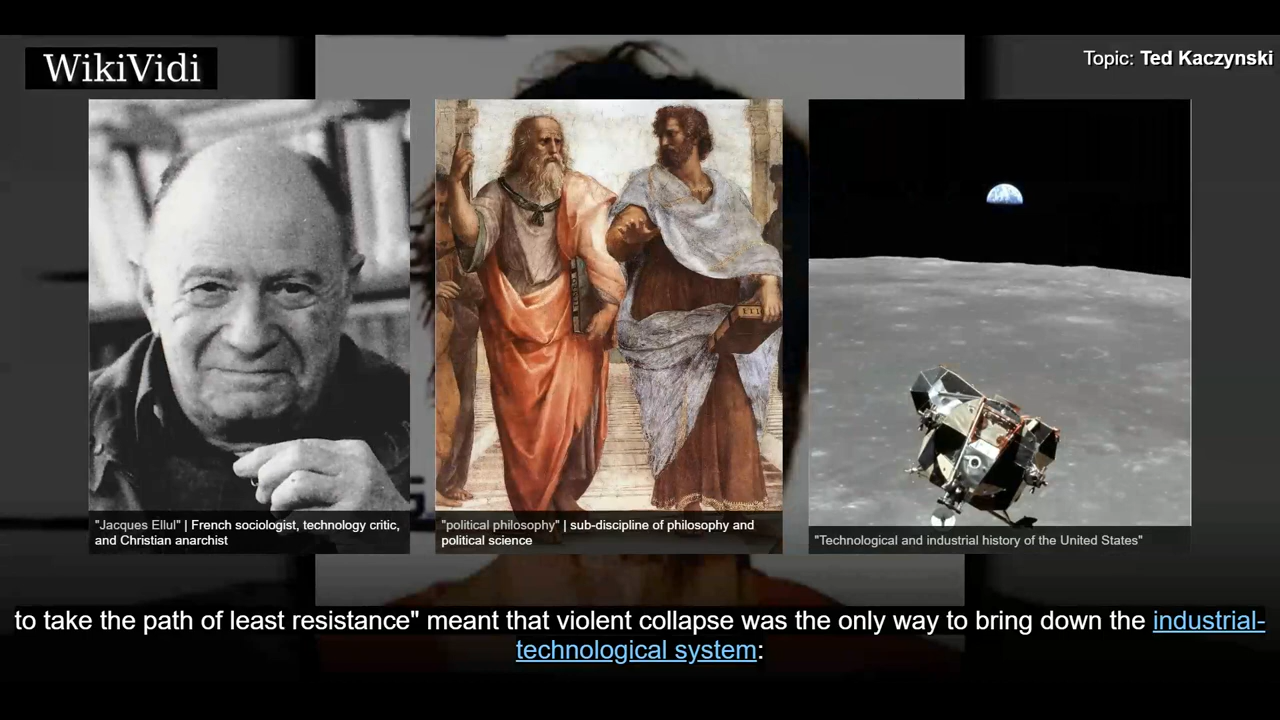 WikiVidi
Topic: Ted Kaczynski
"Jacques Ellul" | French sociologist, technology critic,
and Christian anarchist
"political philosophy" | sub-discipline of philosophy and
political science
"Technological and industrial history of the United States"
to take the path of least resistance" meant that violent collapse was the only way to bring down the industrial-
technological system: